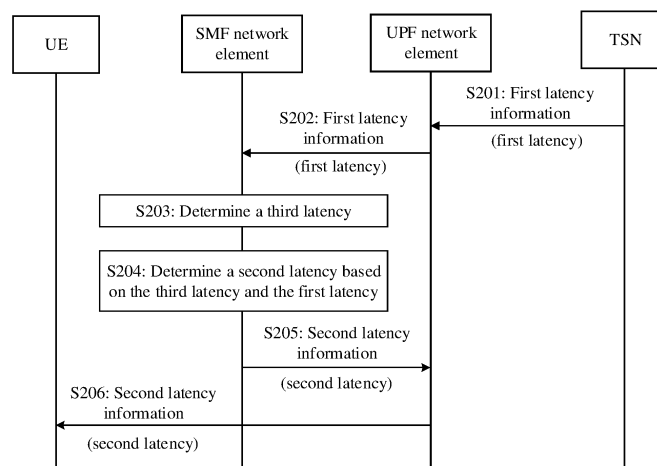 UE
SMF network
element
UPF network
element
TSN
S201: First latency
information
(first latency)
S202: First latency
information
(first latency)
S203: Determine a third latency
S204: Determine a second latency based
on the third latency and the first latency
S205: Second latency
information
(second latency)
S206: Second latency
information
(second latency)